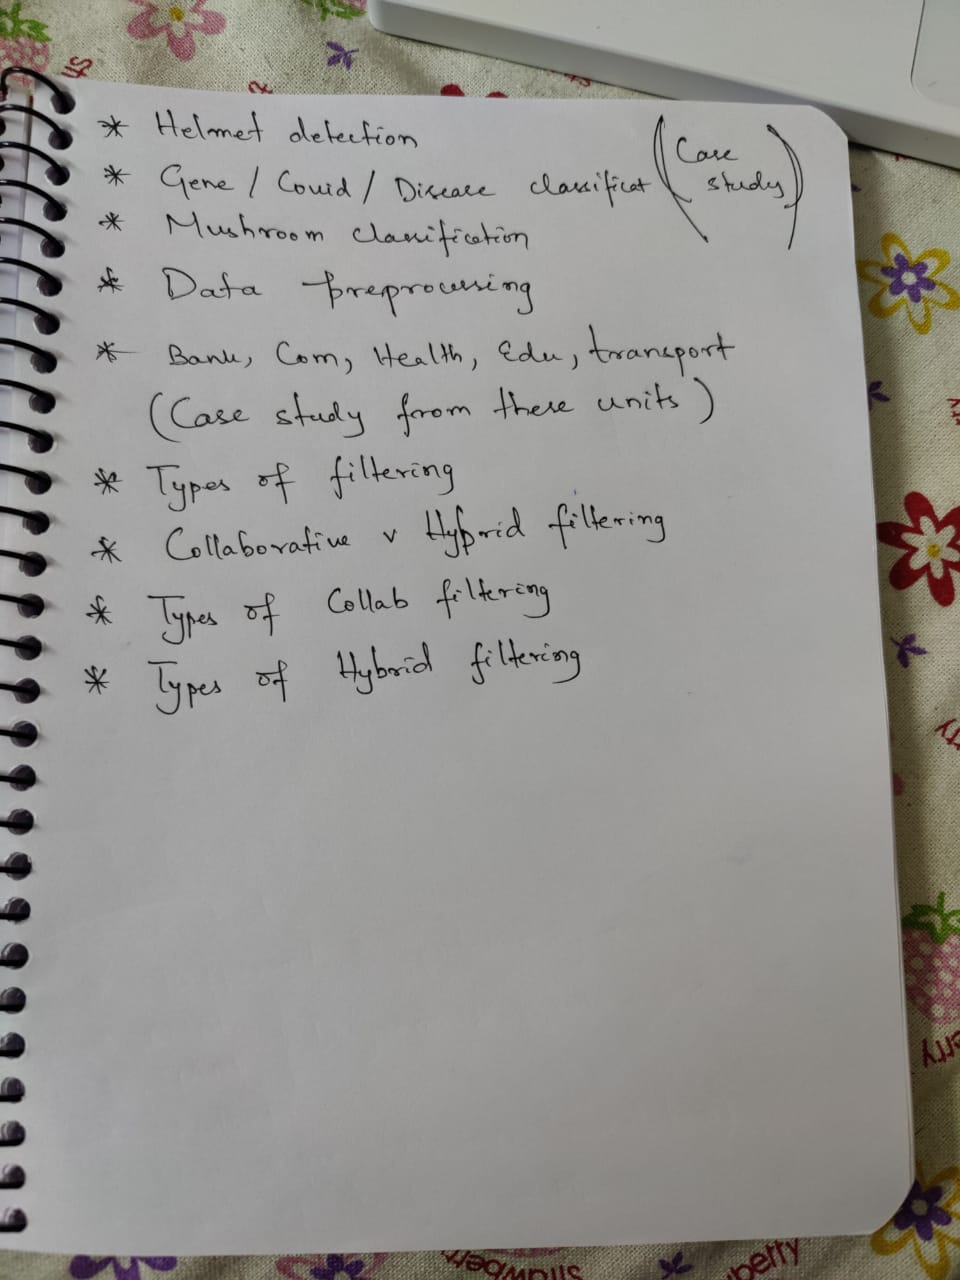 * Helmet detection
* Gene / Covid / Disease classificat (Case study)
* Mushroom classification
* Data preprocessing
* Bank, Com, Health, Edu, transport
(Case study from these units)
* Types of filtering
* Collaborative v Hybrid filtering
* Types of Collab filtering
* Types of Hybrid filtering